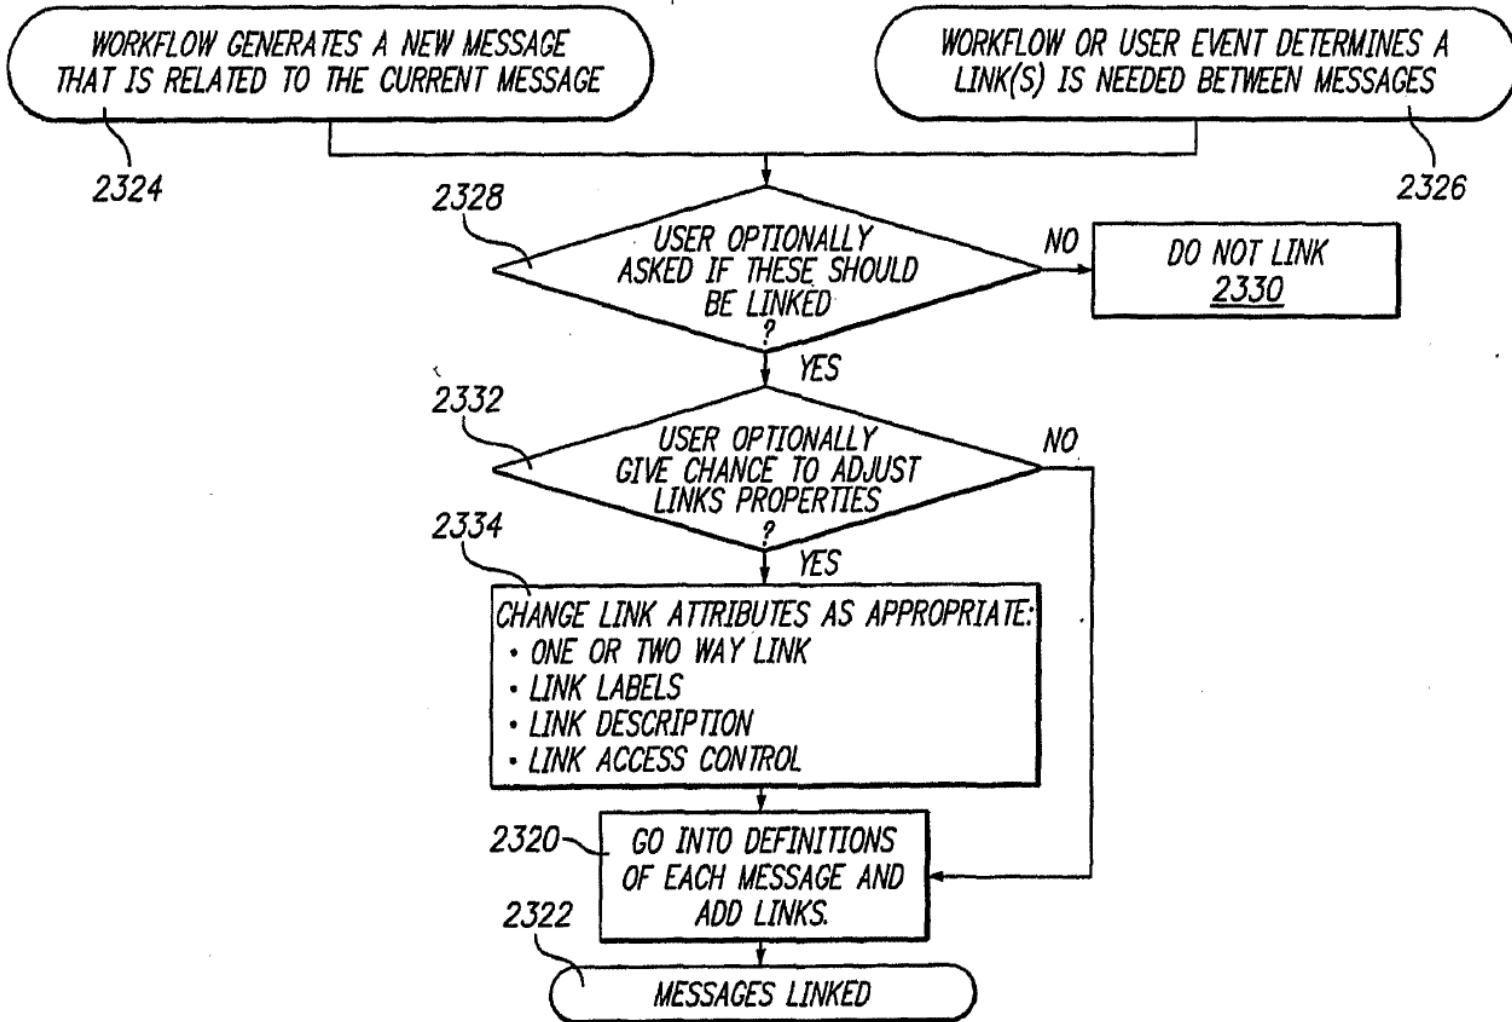 WORKFLOW GENERATES A NEW MESSAGE
THAT IS RELATED TO THE CURRENT MESSAGE
WORKFLOW OR USER EVENT DETERMINES A
LINK(S) IS NEEDED BETWEEN MESSAGES
2324
2326
2328
USER OPTIONALLY
ASKED IF THESE SHOULD
BE LINKED
?
NO
DO NOT LINK
2330
YES
2332
USER OPTIONALLY
GIVE CHANCE TO ADJUST
LINKS PROPERTIES
?
NO
YES
2334
CHANGE LINK ATTRIBUTES AS APPROPRIATE:
• ONE OR TWO WAY LINK
• LINK LABELS
• LINK DESCRIPTION
• LINK ACCESS CONTROL
2320
GO INTO DEFINITIONS
OF EACH MESSAGE AND
ADD LINKS.
2322
MESSAGES LINKED